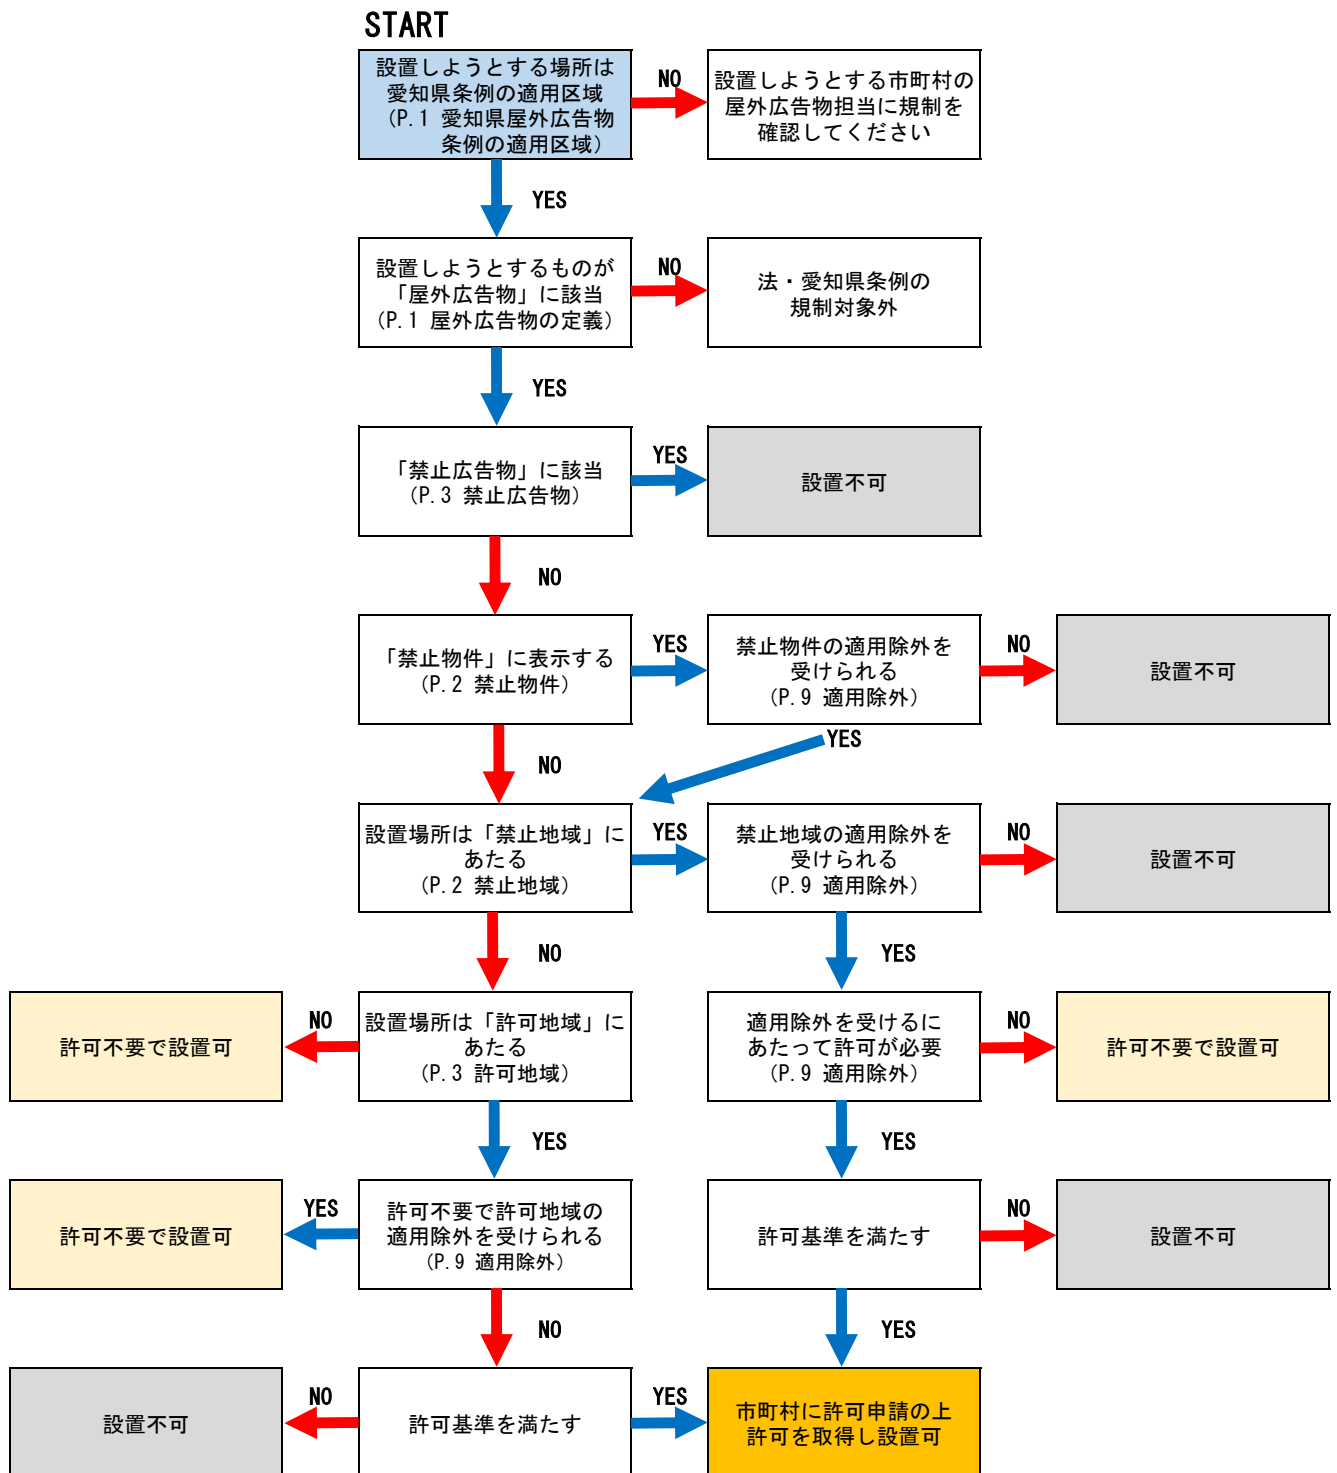 START
設置しようとする場所は
愛知県条例の適用区域
(P.1 愛知県屋外広告物
条例の適用区域)
NO
設置しようとする市町村の
屋外広告物担当に規制を
確認してください
YES
設置しようとするものが
「屋外広告物」に該当
(P.1 屋外広告物の定義)
NO
法・愛知県条例の
規制対象外
YES
「禁止広告物」に該当
(P.3 禁止広告物)
YES
設置不可
NO
「禁止物件」に表示する
(P.2 禁止物件)
YES
禁止物件の適用除外を
受けられる
(P.9 適用除外)
NO
設置不可
YES
NO
設置場所は「禁止地域」に
あたる
(P.2 禁止地域)
YES
禁止地域の適用除外を
受けられる
(P.9 適用除外)
NO
設置不可
NO
YES
許可不要で設置可
NO
設置場所は「許可地域」に
あたる
(P.3 許可地域)
適用除外を受けるに
あたって許可が必要
(P.9 適用除外)
NO
許可不要で設置可
YES
YES
許可不要で設置可
YES
許可不要で許可地域の
適用除外を受けられる
(P.9 適用除外)
許可基準を満たす
NO
設置不可
NO
YES
設置不可
NO
許可基準を満たす
YES
市町村に許可申請の上
許可を取得し設置可